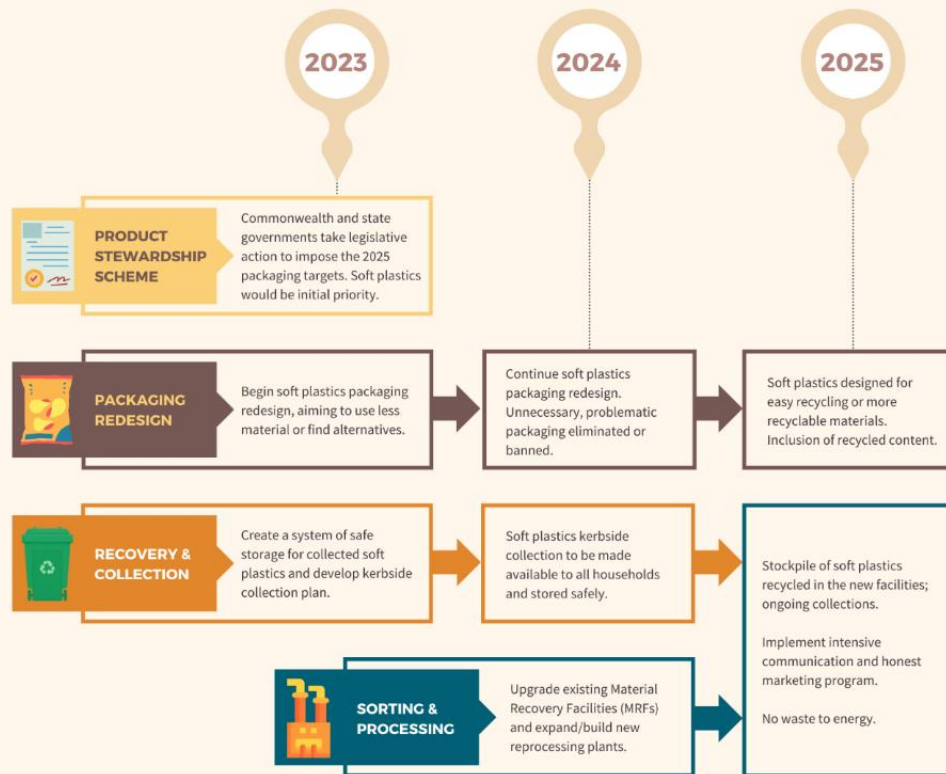 2023
2024
2025
PRODUCT
STEWARDSHIP
SCHEME
Commonwealth and state
governments take legislative
action to impose the 2025
packaging targets. Soft plastics
would be initial priority.
PACKAGING
REDESIGN
Begin soft plastics packaging
redesign, aiming to use less
material or find alternatives.
Continue soft plastics
packaging redesign.
Unnecessary, problematic
packaging eliminated or
banned.
Soft plastics designed for
easy recycling or more
recyclable materials.
Inclusion of recycled content.
RECOVERY &
COLLECTION
Create a system of safe
storage for collected soft
plastics and develop kerbside
collection plan.
Soft plastics kerbside
collection to be made
available to all households
and stored safely.
Stockpile of soft plastics
recycled in the new facilities;
ongoing collections.
Implement intensive
communication and honest
marketing program.
No waste to energy.
SORTING &
PROCESSING
Upgrade existing Material
Recovery Facilities (MRFs)
and expand/build new
reprocessing plants.